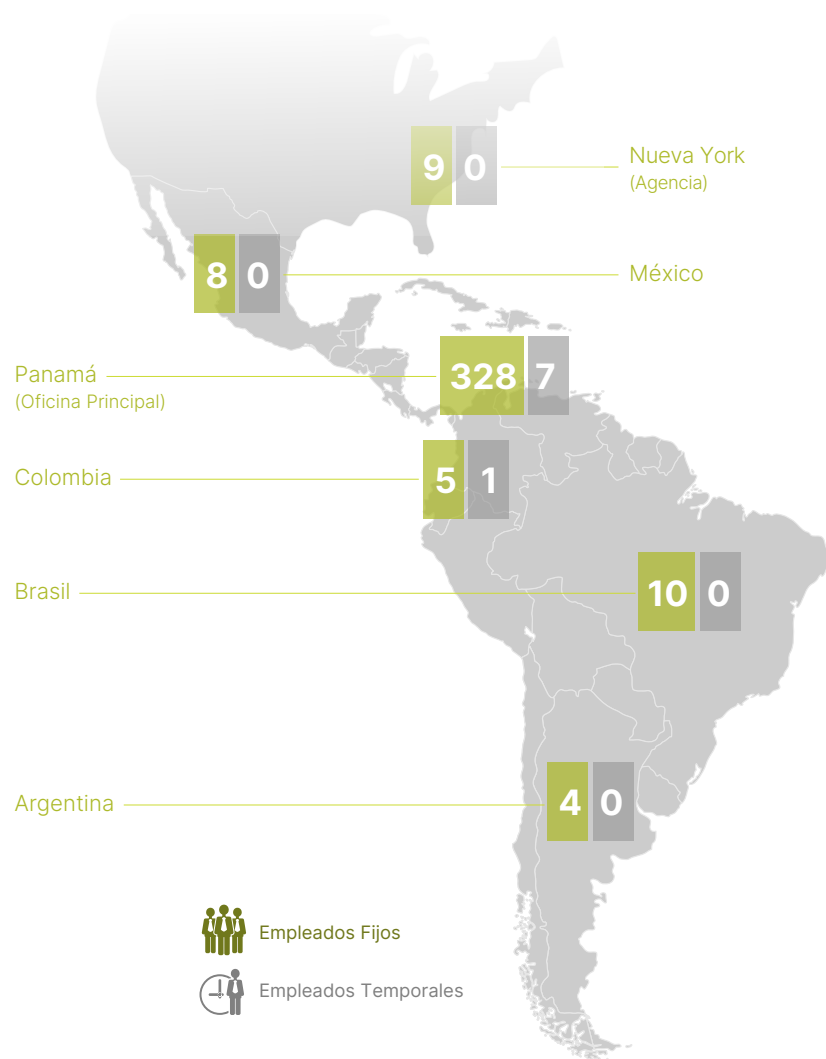 9 0
Nueva York
(Agencia)
8 0
México
Panamá
(Oficina Principal)
328 7
Colombia
5 1
Brasil
10 0
Argentina
4 0
Empleados Fijos
Empleados Temporales